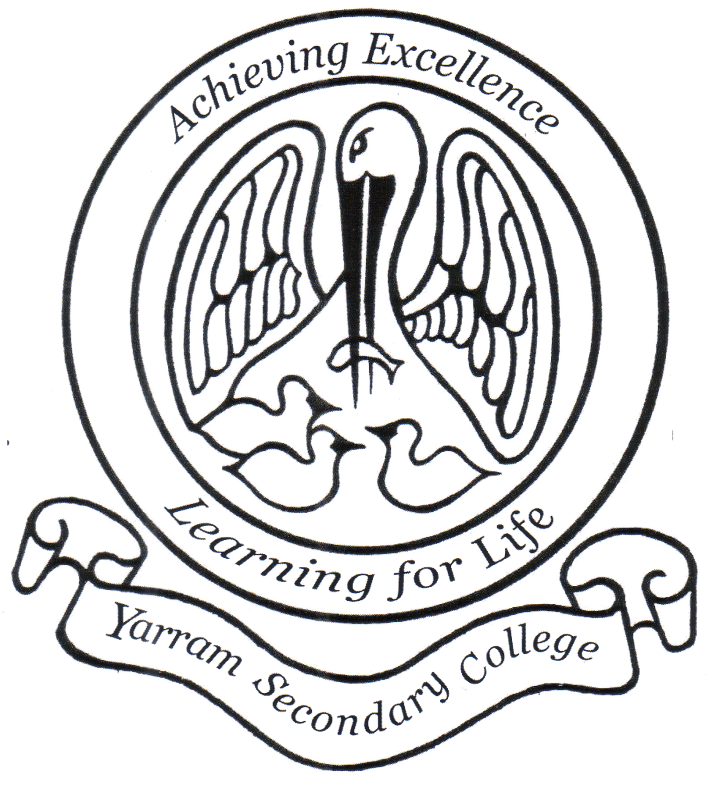 Achieving Excellence
Learning for Life
Yarram Secondary College